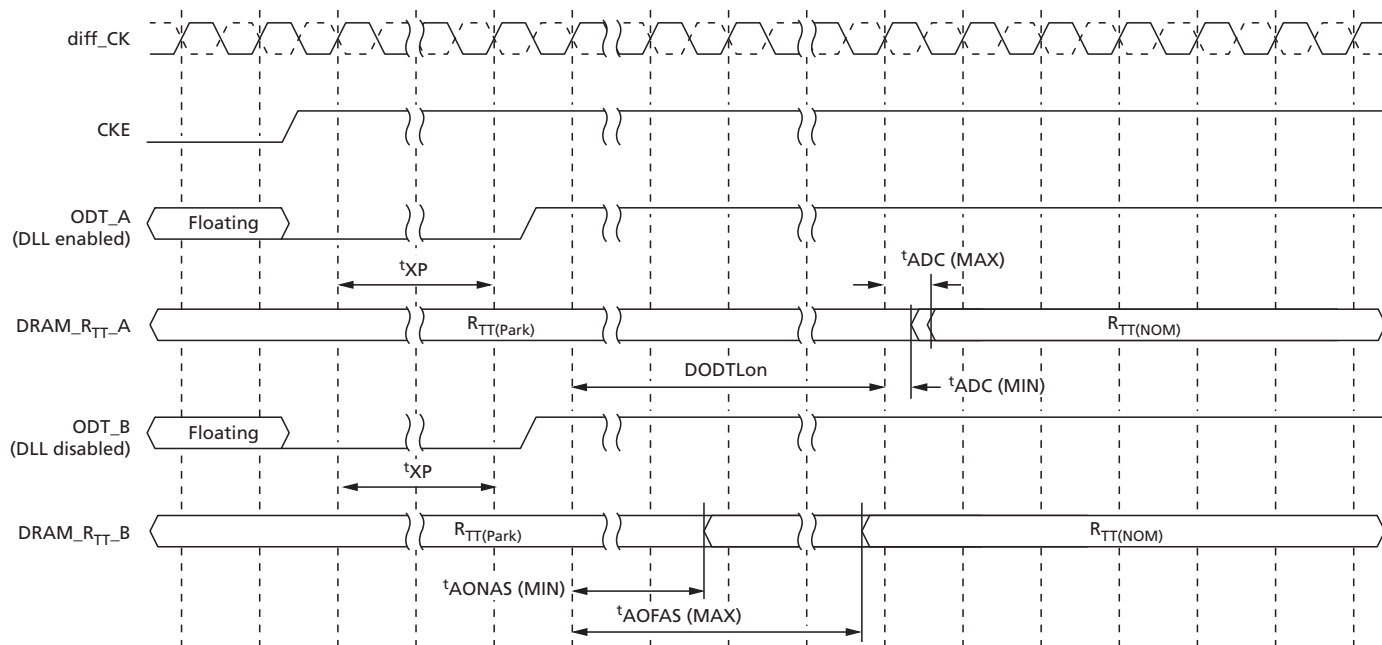 diff_CK
CKE
ODT_A
(DLL enabled)
Floating
tXP
tADC (MAX)
DRAM_RTT_A
RTT(Park)
RTT(NOM)
DODTLon
tADC (MIN)
ODT_B
(DLL disabled)
Floating
tXP
DRAM_RTT_B
RTT(Park)
RTT(NOM)
tAONAS (MIN)
tAOFAS (MAX)